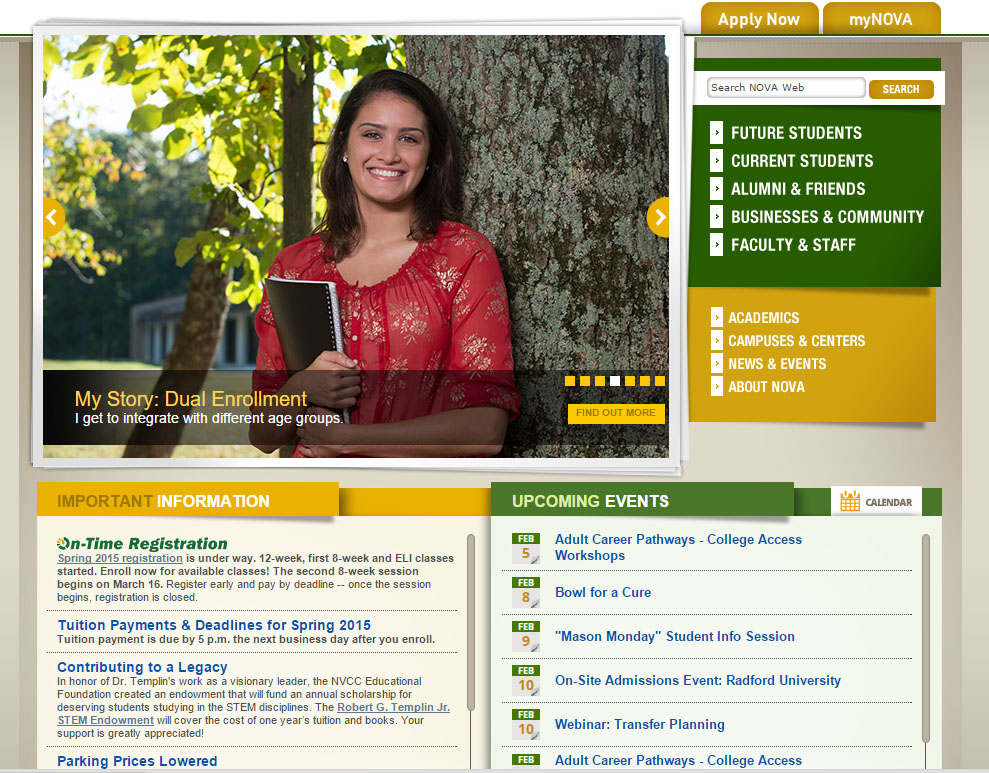 Apply Now
myNOVA
Search NOVA Web
SEARCH
FUTURE STUDENTS
CURRENT STUDENTS
ALUMNI & FRIENDS
BUSINESSES & COMMUNITY
FACULTY & STAFF
ACADEMICS
CAMPUSES & CENTERS
NEWS & EVENTS
ABOUT NOVA
My Story: Dual Enrollment
I get to integrate with different age groups.
FIND OUT MORE
IMPORTANT INFORMATION
On-Time Registration
Spring 2015 registration is under way. 12-week, first 8-week and ELI classes
started. Enroll now for available classes! The second 8-week session
begins on March 16. Register early and pay by deadline -- once the session
begins, registration is closed.
Tuition Payments & Deadlines for Spring 2015
Tuition payment is due by 5 p.m. the next business day after you enroll.
Contributing to a Legacy
In honor of Dr. Templin's work as a visionary leader, the NVCC Educational
Foundation created an endowment that will fund an annual scholarship for
deserving students studying in the STEM disciplines. The Robert G. Templin Jr.
STEM Endowment will cover the cost of one year's tuition and books. Your
support is greatly appreciated!
Parking Prices Lowered
UPCOMING EVENTS
CALENDAR
FEB
5
Adult Career Pathways - College Access
Workshops
FEB
8
Bowl for a Cure
FEB
9
"Mason Monday" Student Info Session
FEB
10
On-Site Admissions Event: Radford University
FEB
10
Webinar: Transfer Planning
FEB
Adult Career Pathways - College Access